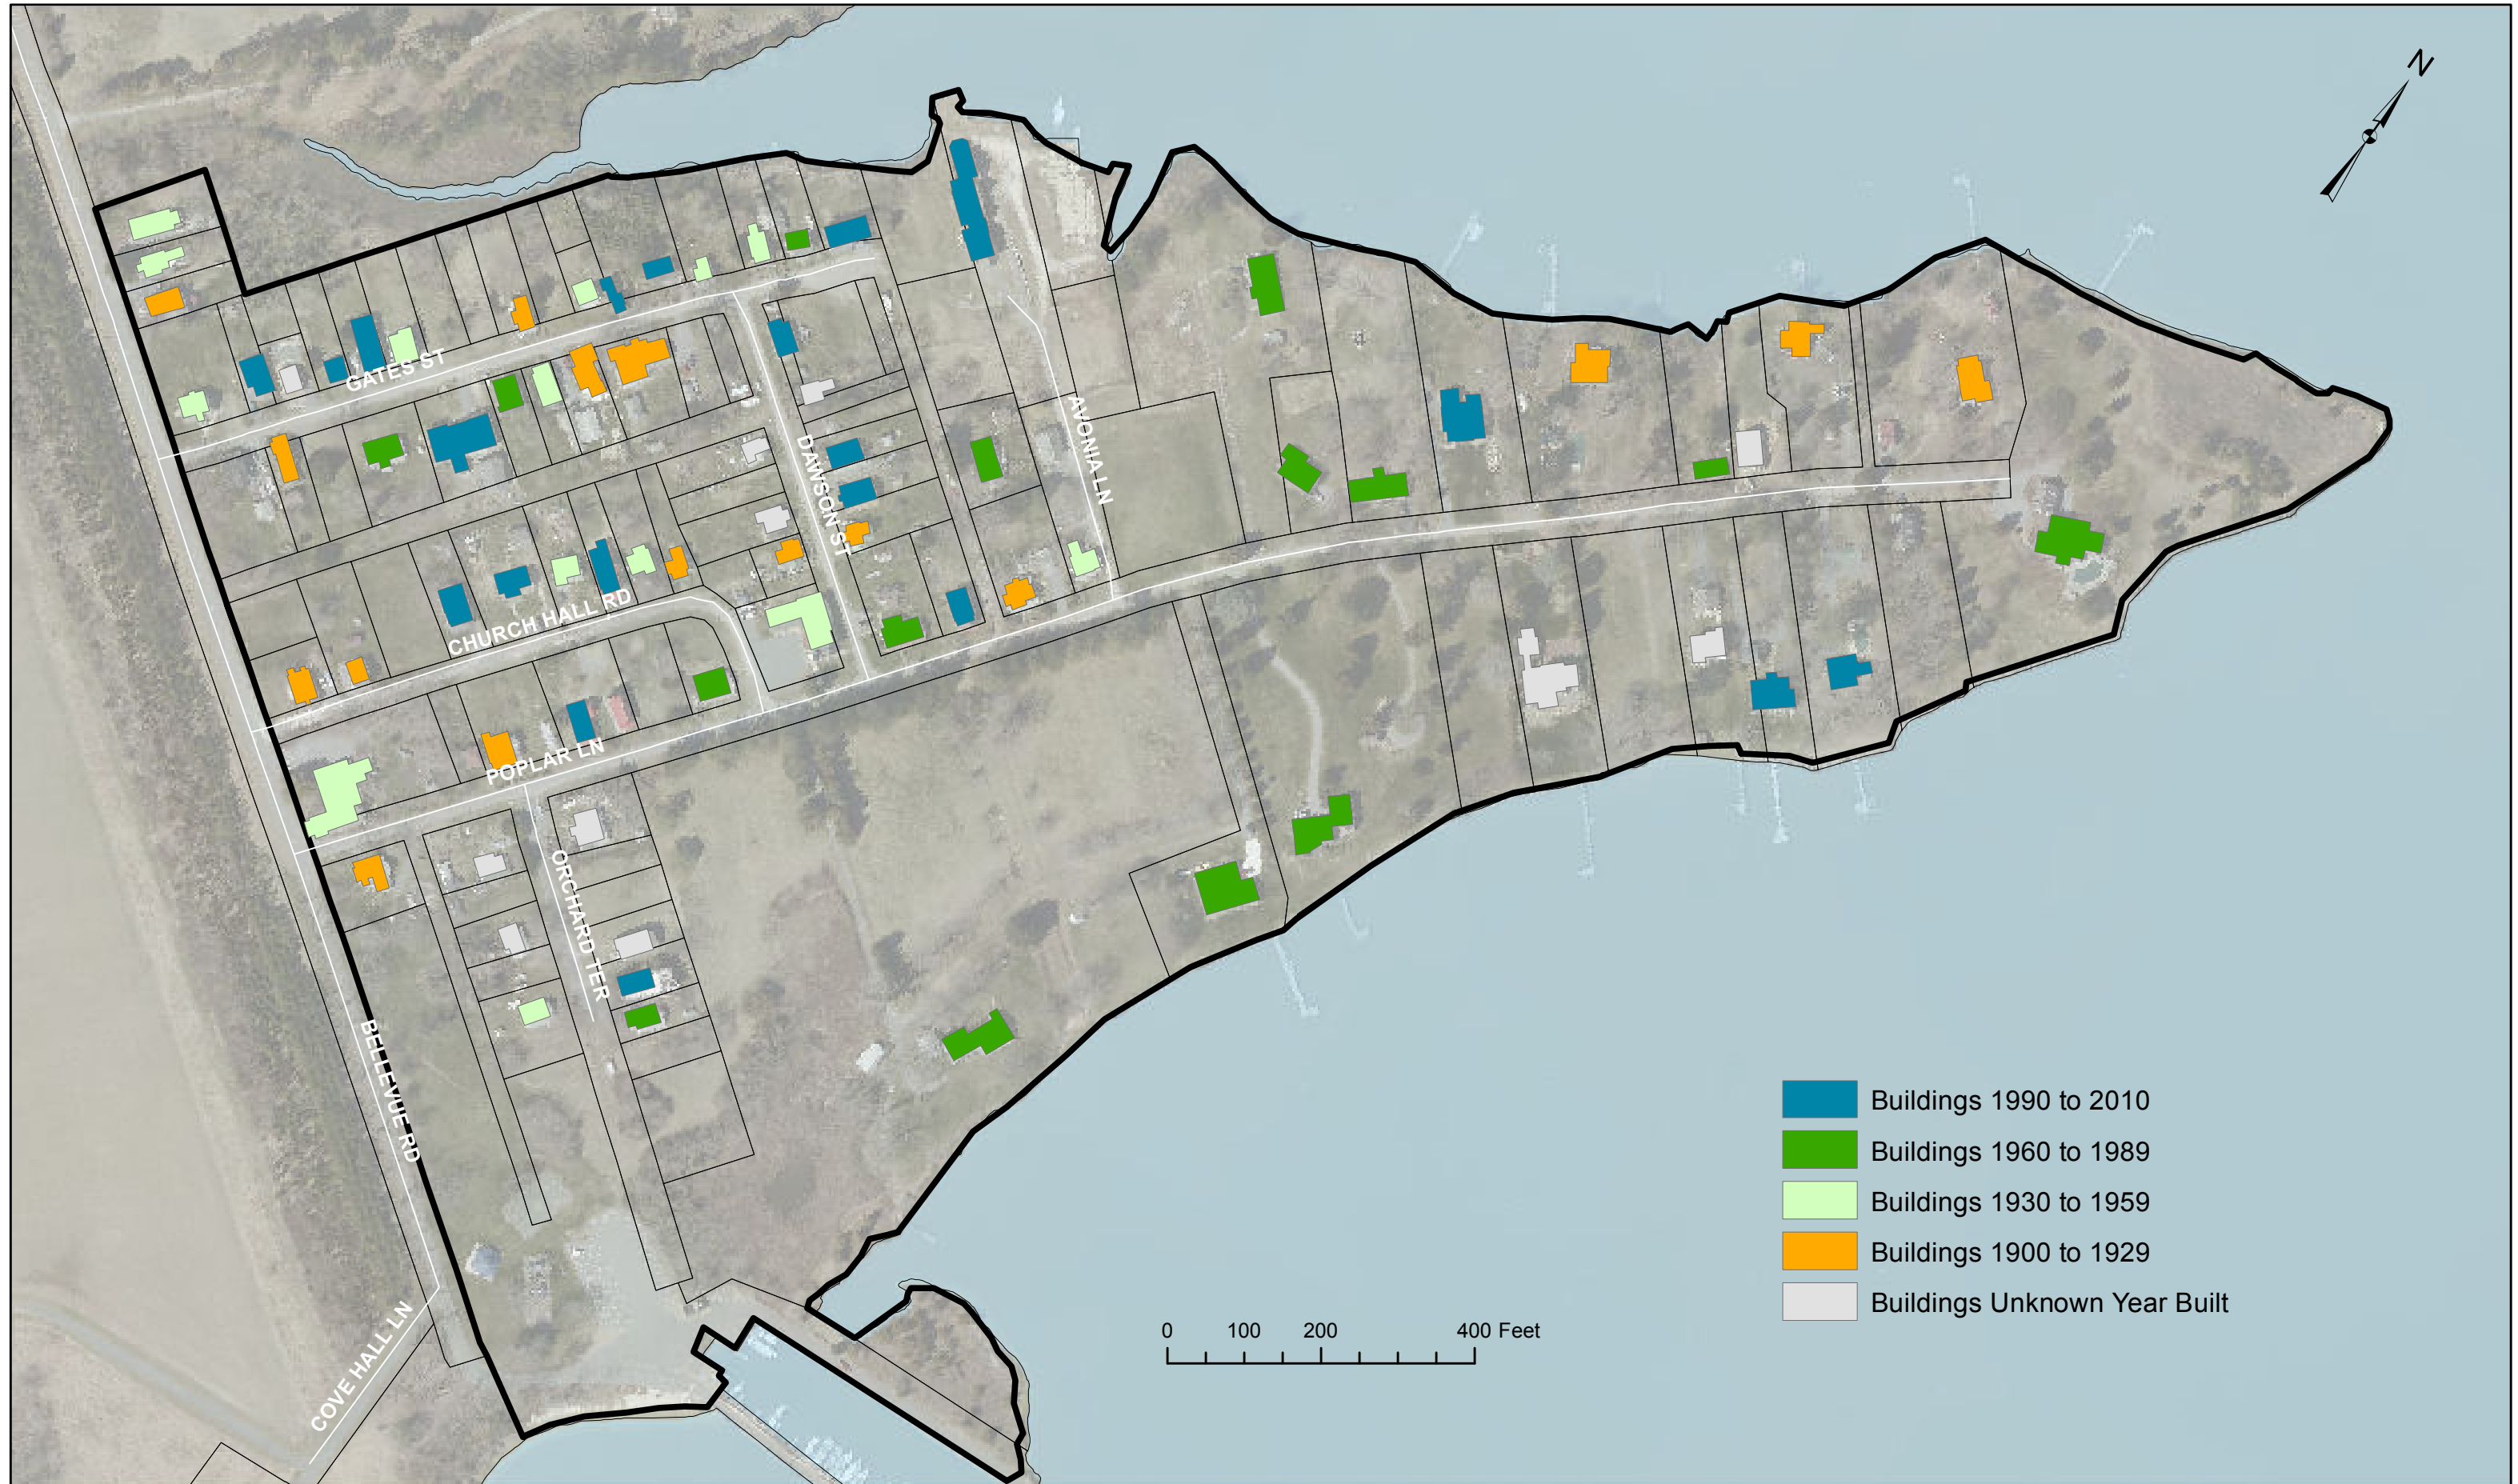 N
GATES ST
AVONIA LN
DAWSON ST
CHURCH HALL RD
POPLAR LN
ORCHARD TER
BELLEVUE RD
COVE HALL LN
Buildings 1990 to 2010
Buildings 1960 to 1989
Buildings 1930 to 1959
Buildings 1900 to 1929
Buildings Unknown Year Built
0 100 200 400 Feet